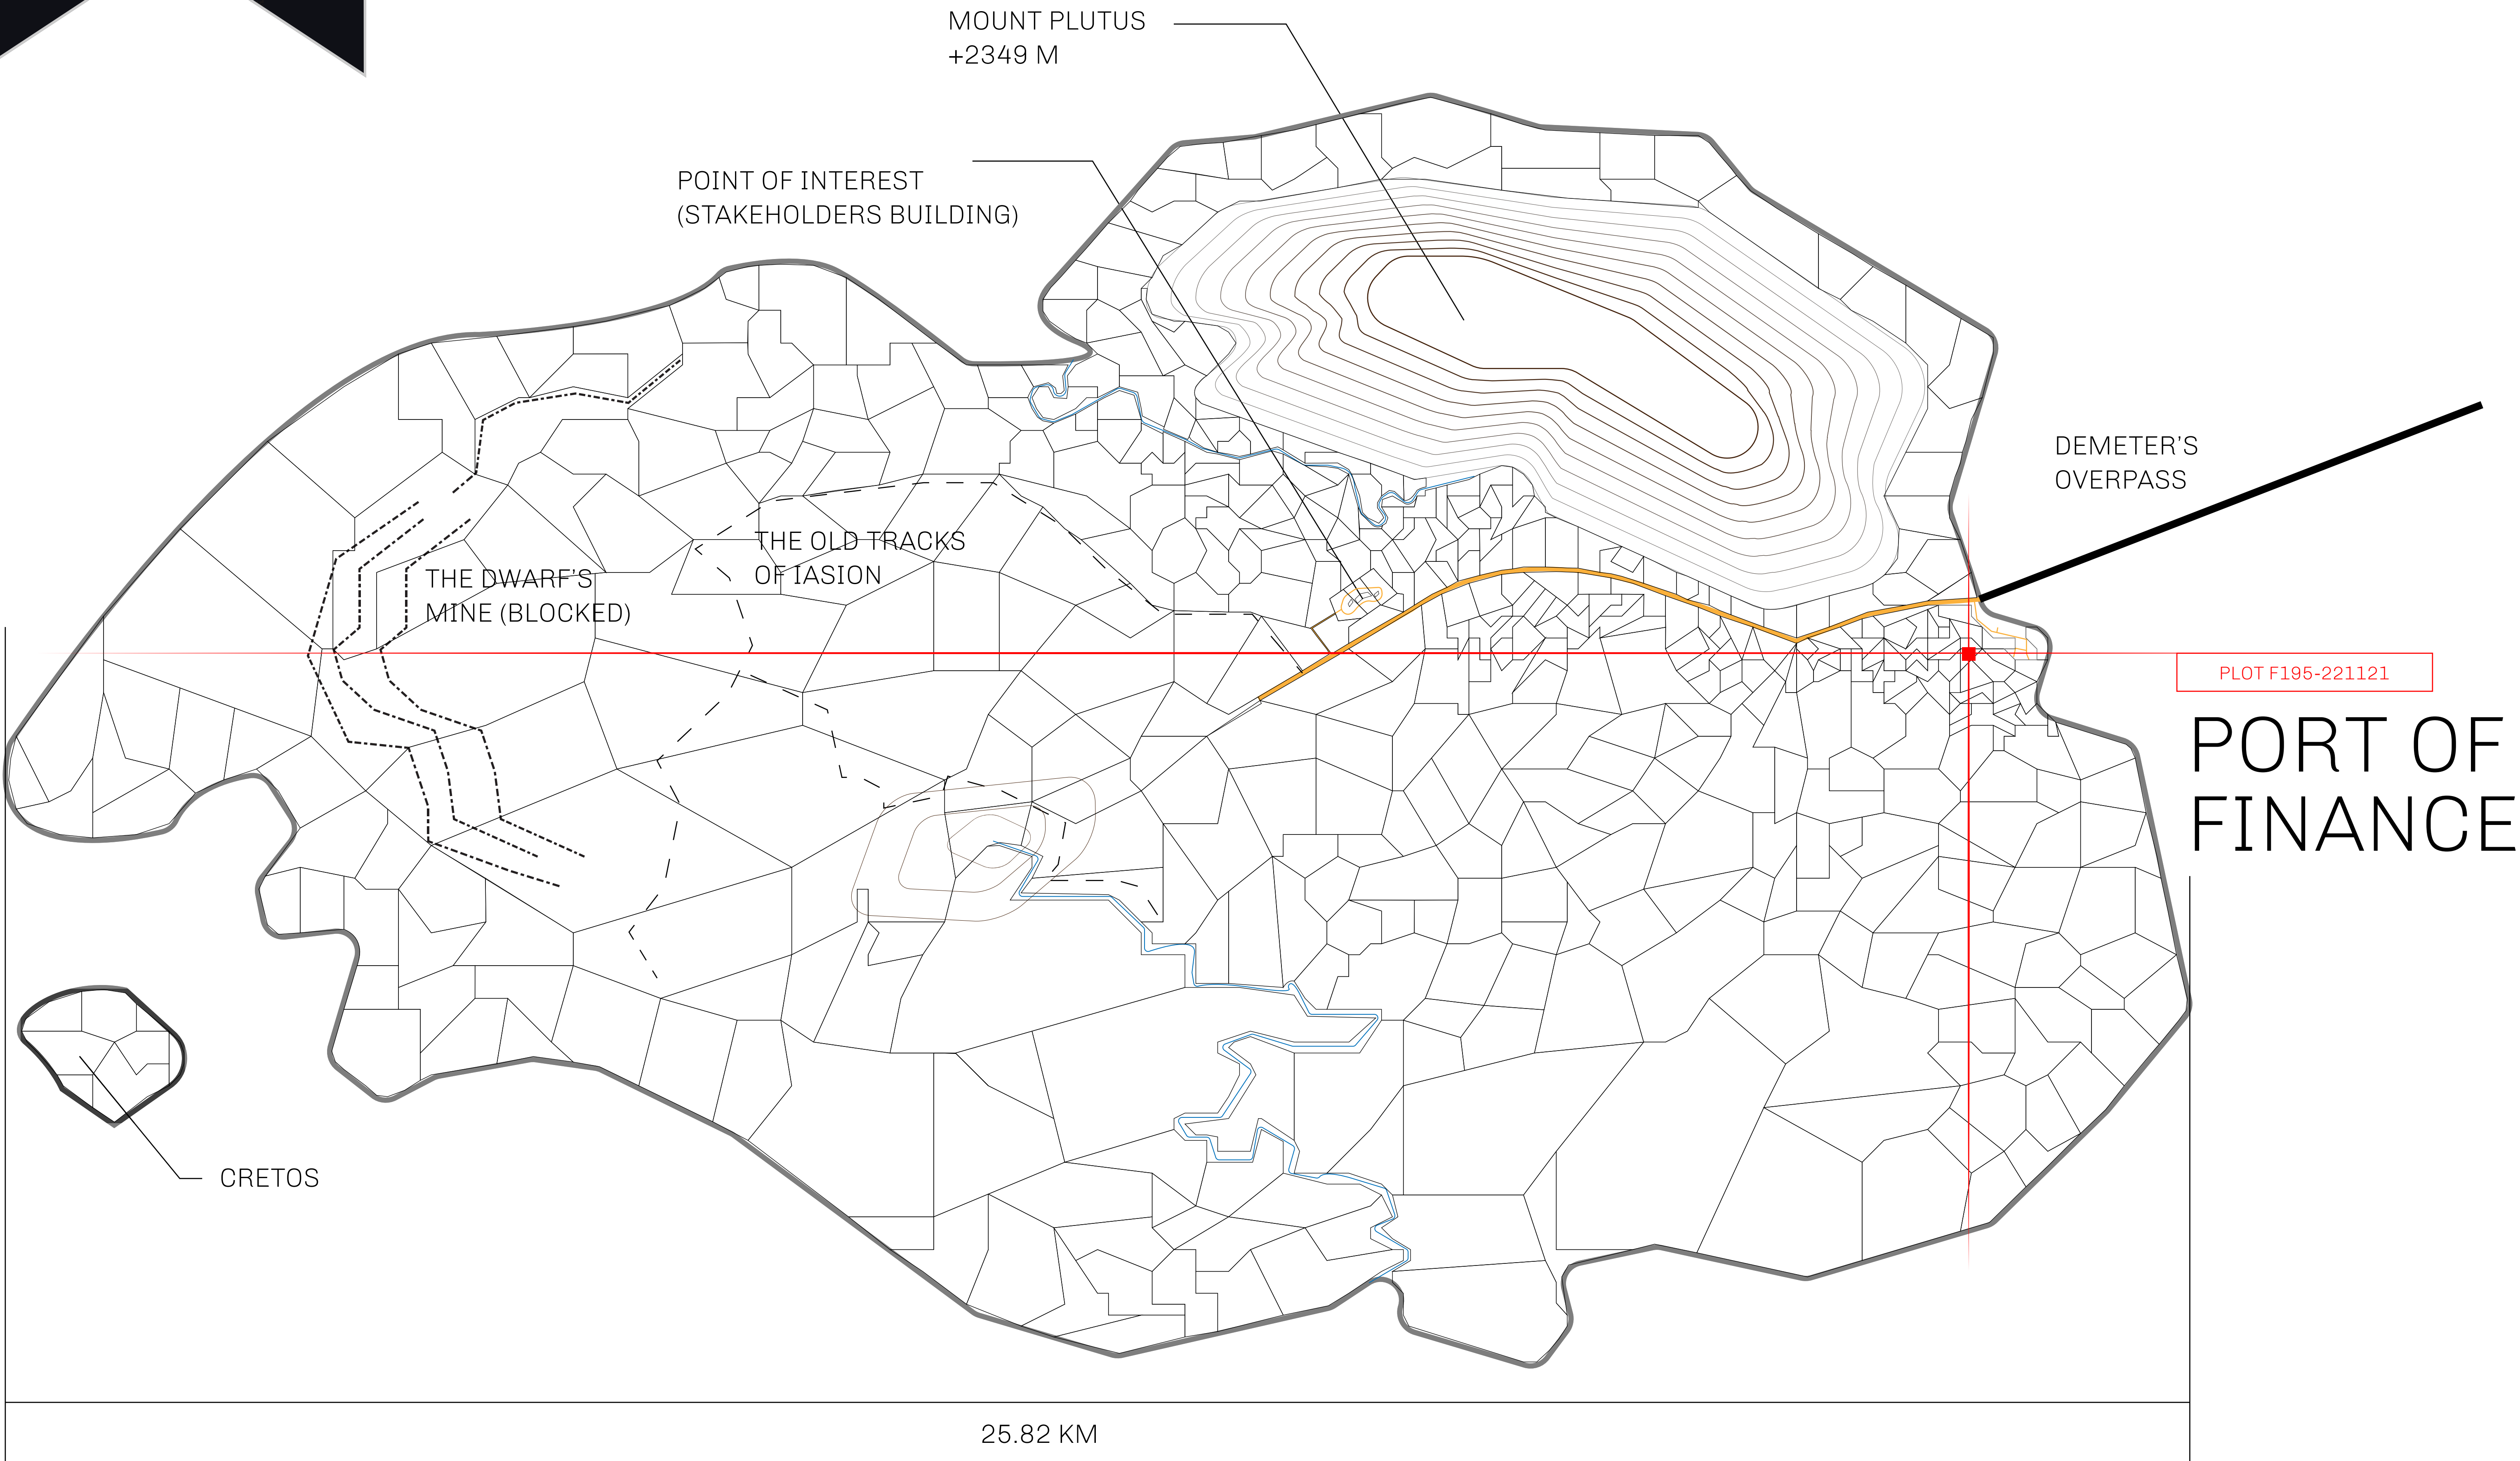 MOUNT PLUTUS
+2349 M
POINT OF INTEREST
(STAKEHOLDERS BUILDING)
DEMETER'S
OVERPASS
THE OLD TRACKS
OF IASION
THE DWARF'S
MINE (BLOCKED)
PLOT F195-221121
PORT OF
FINANCE
CRETOS
25.82 KM